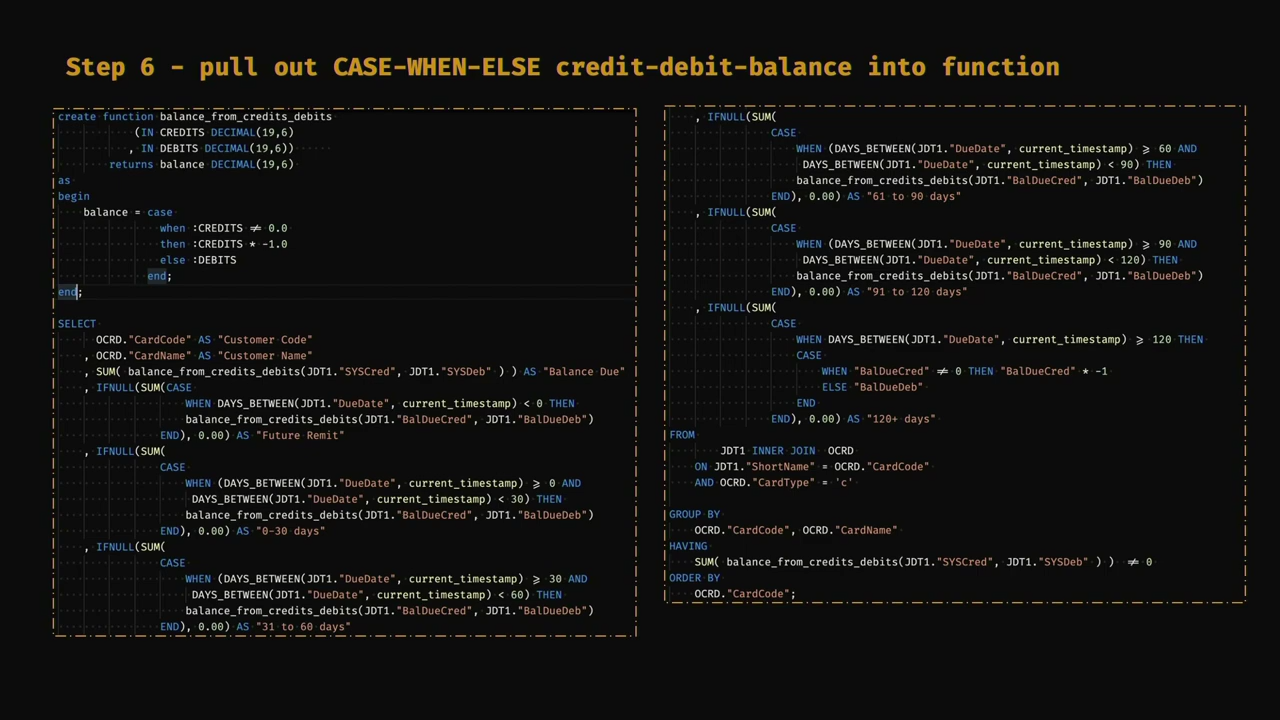 Step 6 - pull out CASE-WHEN-ELSE credit-debit-balance into function
create function balance_from_credits_debits
(IN CREDITS DECIMAL(19,6)
, IN DEBITS DECIMAL(19,6))
returns balance DECIMAL(19,6)
as
begin
balance = case
when :CREDITS ≠ 0.0
then :CREDITS * -1.0
else :DEBITS
end;
end;
SELECT
OCRD."CardCode" AS "Customer Code"
, OCRD."CardName" AS "Customer Name"
, SUM( balance_from_credits_debits(JDT1."SYSCred", JDT1."SYSDeb" ) ) AS "Balance Due"
, IFNULL(SUM(CASE
WHEN DAYS_BETWEEN(JDT1."DueDate", current_timestamp) < 0 THEN
balance_from_credits_debits(JDT1."BalDueCred", JDT1."BalDueDeb")
END), 0.00) AS "Future Remit"
, IFNULL(SUM(
CASE
WHEN (DAYS_BETWEEN(JDT1."DueDate", current_timestamp) ⩾ 0 AND
DAYS_BETWEEN(JDT1."DueDate", current_timestamp) < 30) THEN
balance_from_credits_debits(JDT1."BalDueCred", JDT1."BalDueDeb")
END), 0.00) AS "0-30 days"
, IFNULL(SUM(
CASE
WHEN (DAYS_BETWEEN(JDT1."DueDate", current_timestamp) ⩾ 30 AND
DAYS_BETWEEN(JDT1."DueDate", current_timestamp) < 60) THEN
balance_from_credits_debits(JDT1."BalDueCred", JDT1."BalDueDeb")
END), 0.00) AS "31 to 60 days"
, IFNULL(SUM(
CASE
WHEN (DAYS_BETWEEN(JDT1."DueDate", current_timestamp) ⩾ 60 AND
DAYS_BETWEEN(JDT1."DueDate", current_timestamp) < 90) THEN
balance_from_credits_debits(JDT1."BalDueCred", JDT1."BalDueDeb")
END), 0.00) AS "61 to 90 days"
, IFNULL(SUM(
CASE
WHEN (DAYS_BETWEEN(JDT1."DueDate", current_timestamp) ⩾ 90 AND
DAYS_BETWEEN(JDT1."DueDate", current_timestamp) < 120) THEN
balance_from_credits_debits(JDT1."BalDueCred", JDT1."BalDueDeb")
END), 0.00) AS "91 to 120 days"
, IFNULL(SUM(
CASE
WHEN DAYS_BETWEEN(JDT1."DueDate", current_timestamp) ⩾ 120 THEN
CASE
WHEN "BalDueCred" ≠ 0 THEN "BalDueCred" * -1
ELSE "BalDueDeb"
END
END), 0.00) AS "120+ days"
FROM
JDT1 INNER JOIN OCRD
ON JDT1."ShortName" = OCRD."CardCode"
AND OCRD."CardType" = 'c'
GROUP BY
OCRD."CardCode", OCRD."CardName"
HAVING
SUM( balance_from_credits_debits(JDT1."SYSCred", JDT1."SYSDeb" ) ) ≠ 0
ORDER BY
OCRD."CardCode";